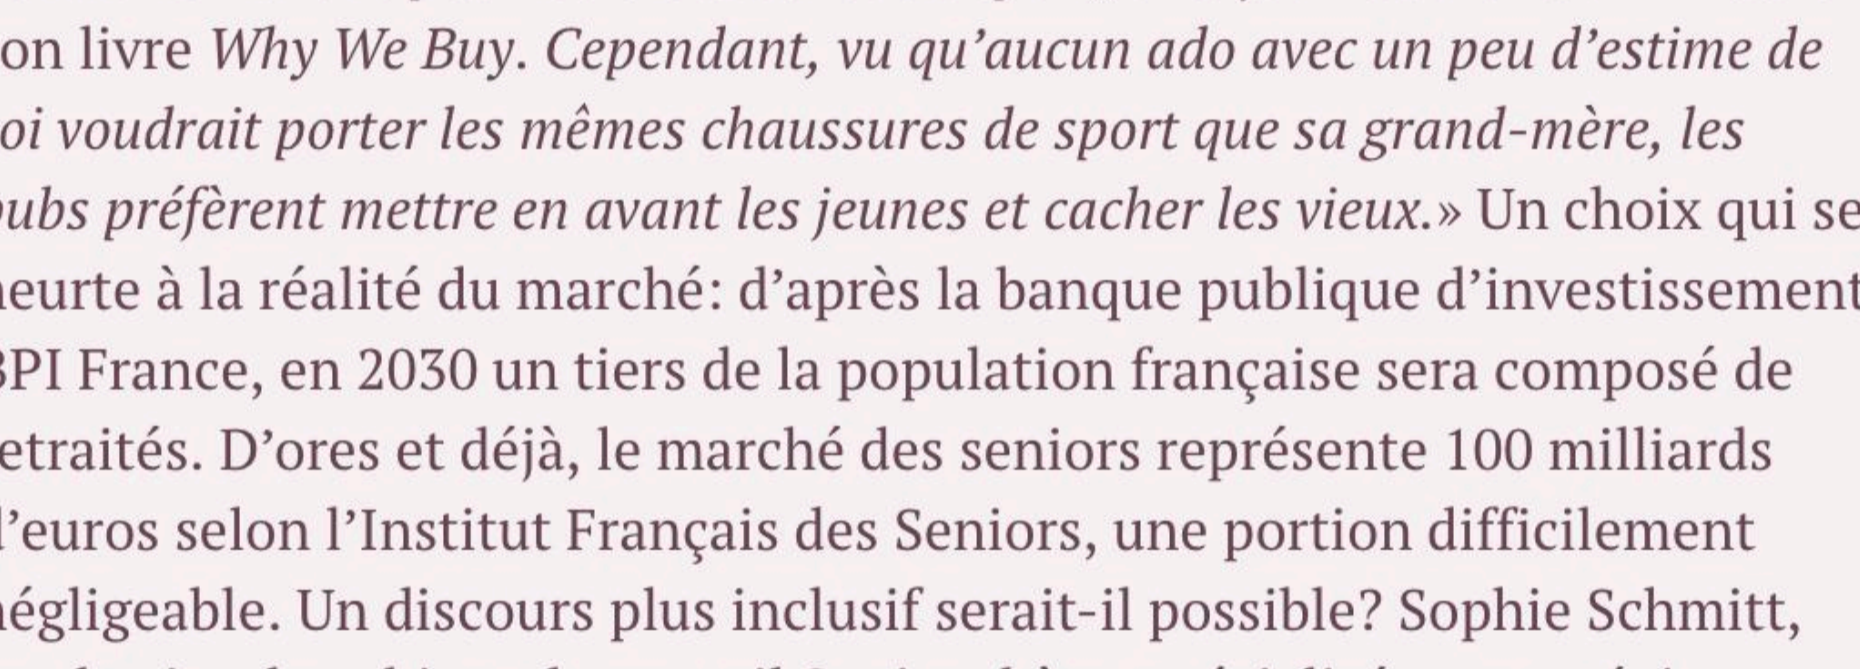 on livre Why We Buy. Cependant, vu qu’aucun ado avec un peu d’estime de
oi voudrait porter les mêmes chaussures de sport que sa grand-mère, les
pubs préfèrent mettre en avant les jeunes et cacher les vieux.» Un choix qui se
heurte à la réalité du marché: d’après la banque publique d’investissement
BPI France, en 2030 un tiers de la population française sera composé de
etraités. D’ores et déjà, le marché des seniors représente 100 milliards
d’euros selon l’Institut Français des Seniors, une portion difficilement
négligeable. Un discours plus inclusif serait-il possible? Sophie Schmitt,